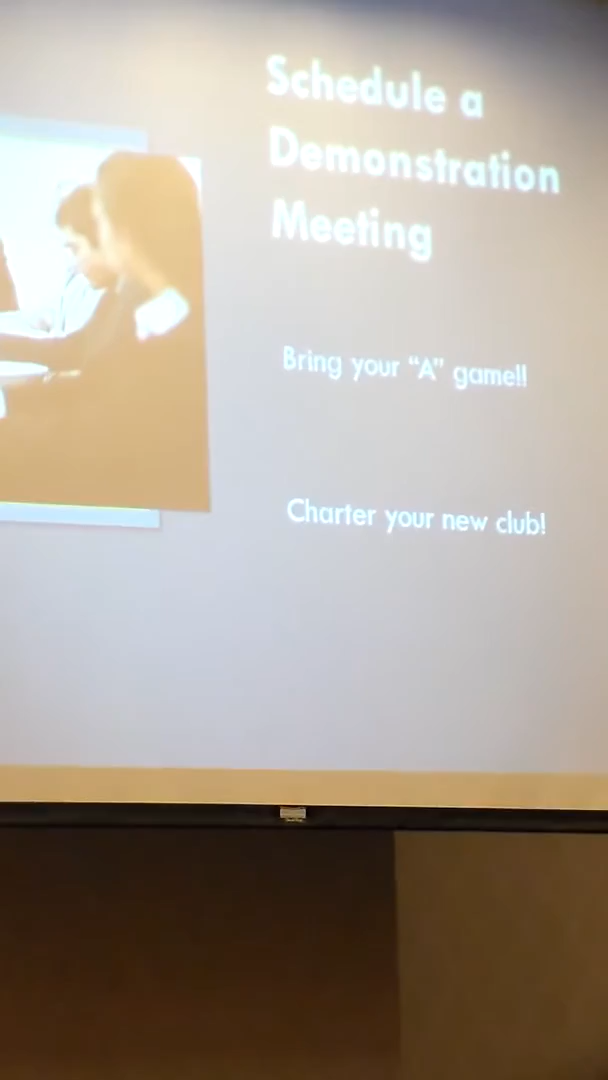 Schedule a
Demonstration
Meeting
Bring your “A” game!!
Charter your new club!